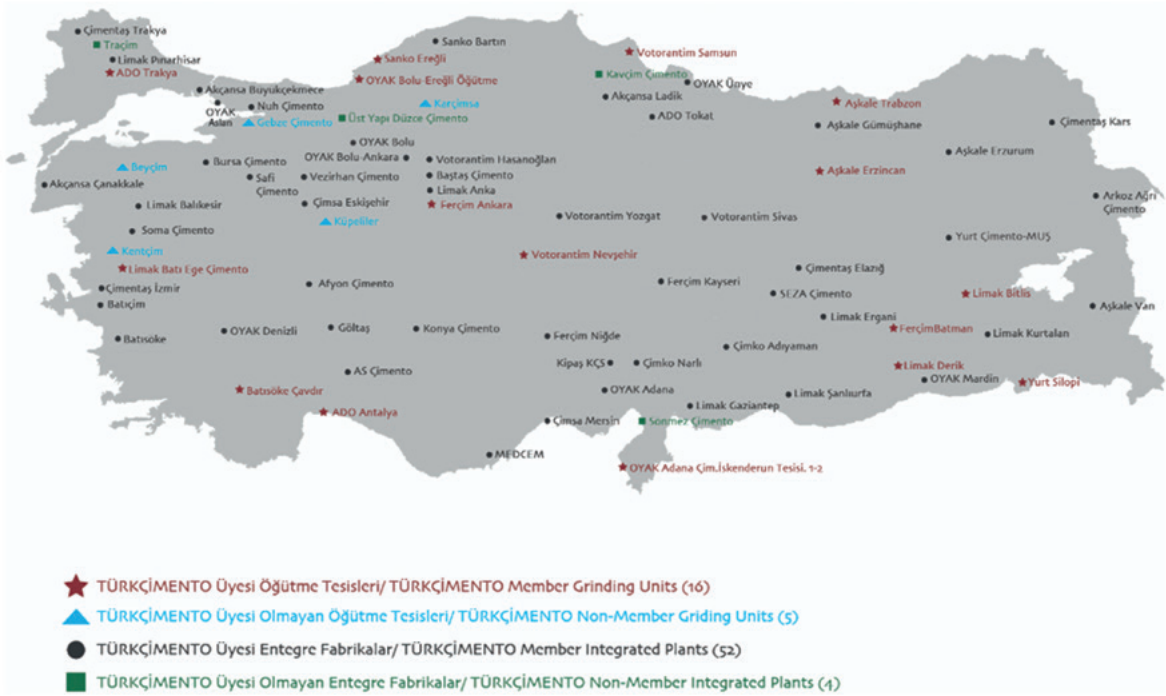 Çimentaş Trakya
Traçim
Limak Pınarhisar
ADO Trakya
Akçansa Büyükçekmece
OYAK
Aslan
Nuh Çimento
Gebze Çimento
Sanko Ereğli
Sanko Bartın
OYAK Bolu-Ereğli Öğütme
Karçimsa
Üst Yapı Düzce Çimento
Votorantim Samsun
Kavçim Çimento
OYAK Ünye
Akçansa Ladik
ADO Tokat
Aşkale Trabzon
Aşkale Gümüşhane
Çimentaş Kars
Aşkale Erzurum
Aşkale Erzincan
Arkoz Ağrı
Çimento
OYAK Bolu
OYAK Bolu-Ankara
Votorantim Hasanoğlan
Baştaş Çimento
Limak Anka
Ferçim Ankara
Beyçim
Bursa Çimento
Safi
Çimento
Vezirhan Çimento
Akçansa Çanakkale
Limak Balıkesir
Çimsa Eskişehir
Küpeliler
Soma Çimento
Kentçim
Limak Batı Ege Çimento
Votorantim Yozgat
Votorantim Sivas
Yurt Çimento-MUŞ
Votorantim Nevşehir
Çimentaş Elazığ
Çimentaş İzmir
Batıçim
Afyon Çimento
Ferçim Kayseri
SEZA Çimento
Limak Bitlis
Aşkale Van
Limak Ergani
FerçimBatman
Limak Kurtalan
Batısöke
OYAK Denizli
Göltaş
Konya Çimento
Ferçim Niğde
Çimko Adıyaman
Kipaş KÇS
Çimko Narlı
Limak Derik
OYAK Mardin
Yurt Silopi
AS Çimento
Batısöke Çavdır
OYAK Adana
Limak Şanlıurfa
Limak Gaziantep
ADO Antalya
Çimsa Mersin
Sönmez Çimento
MEDCEM
OYAK Adana Çim.İskenderun Tesisi. 1-2
TÜRKÇİMENTO Üyesi Öğütme Tesisleri/ TÜRKÇİMENTO Member Grinding Units (16)
TÜRKÇİMENTO Üyesi Olmayan Öğütme Tesisleri/ TÜRKÇİMENTO Non-Member Griding Units (5)
TÜRKÇİMENTO Üyesi Entegre Fabrikalar/ TÜRKÇİMENTO Member Integrated Plants (52)
TÜRKÇİMENTO Üyesi Olmayan Entegre Fabrikalar/ TÜRKÇİMENTO Non-Member Integrated Plants (4)